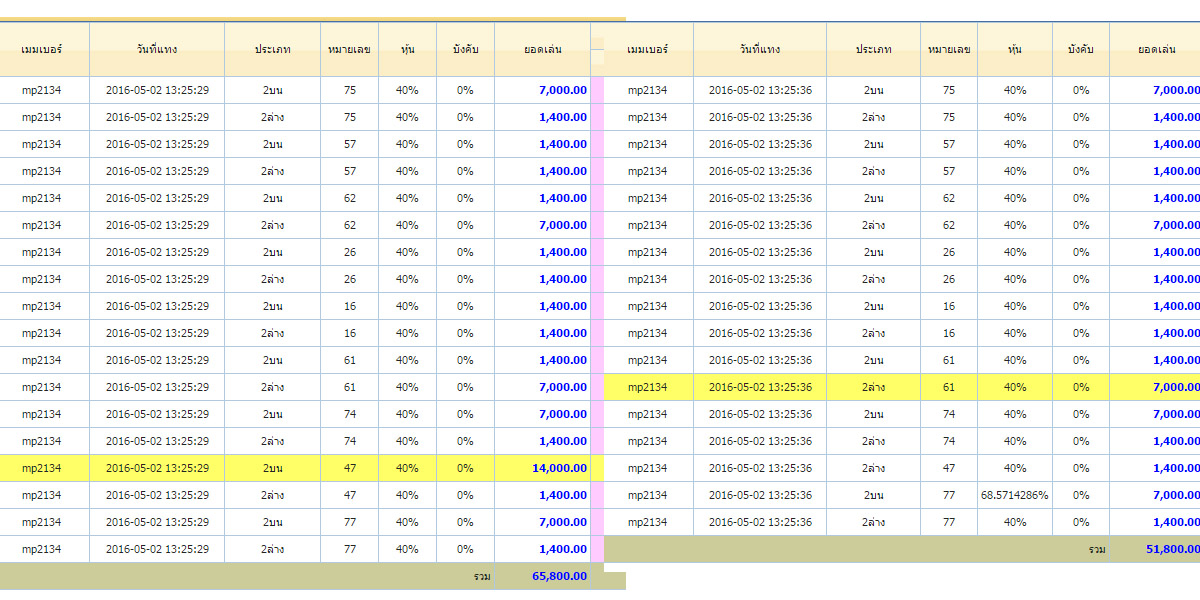 เมมเบอร์ วันที่แทง ประเภท หมายเลข หุ้น บังคับ ยอดเล่น เมมเบอร์ วันที่แทง ประเภท หมายเลข หุ้น บังคับ ยอดเล่น
mp2134 2016-05-02 13:25:29 2บน 75 40% 0% 7,000.00 mp2134 2016-05-02 13:25:36 2บน 75 40% 0% 7,000.00
mp2134 2016-05-02 13:25:29 2ล่าง 75 40% 0% 1,400.00 mp2134 2016-05-02 13:25:36 2ล่าง 75 40% 0% 1,400.00
mp2134 2016-05-02 13:25:29 2บน 57 40% 0% 1,400.00 mp2134 2016-05-02 13:25:36 2บน 57 40% 0% 1,400.00
mp2134 2016-05-02 13:25:29 2ล่าง 57 40% 0% 1,400.00 mp2134 2016-05-02 13:25:36 2ล่าง 57 40% 0% 1,400.00
mp2134 2016-05-02 13:25:29 2บน 62 40% 0% 1,400.00 mp2134 2016-05-02 13:25:36 2บน 62 40% 0% 1,400.00
mp2134 2016-05-02 13:25:29 2ล่าง 62 40% 0% 7,000.00 mp2134 2016-05-02 13:25:36 2ล่าง 62 40% 0% 7,000.00
mp2134 2016-05-02 13:25:29 2บน 26 40% 0% 1,400.00 mp2134 2016-05-02 13:25:36 2บน 26 40% 0% 1,400.00
mp2134 2016-05-02 13:25:29 2ล่าง 26 40% 0% 1,400.00 mp2134 2016-05-02 13:25:36 2ล่าง 26 40% 0% 1,400.00
mp2134 2016-05-02 13:25:29 2บน 16 40% 0% 1,400.00 mp2134 2016-05-02 13:25:36 2บน 16 40% 0% 1,400.00
mp2134 2016-05-02 13:25:29 2ล่าง 16 40% 0% 1,400.00 mp2134 2016-05-02 13:25:36 2ล่าง 16 40% 0% 1,400.00
mp2134 2016-05-02 13:25:29 2บน 61 40% 0% 1,400.00 mp2134 2016-05-02 13:25:36 2บน 61 40% 0% 1,400.00
mp2134 2016-05-02 13:25:29 2ล่าง 61 40% 0% 7,000.00 mp2134 2016-05-02 13:25:36 2ล่าง 61 40% 0% 7,000.00
mp2134 2016-05-02 13:25:29 2บน 74 40% 0% 7,000.00 mp2134 2016-05-02 13:25:36 2บน 74 40% 0% 7,000.00
mp2134 2016-05-02 13:25:29 2ล่าง 74 40% 0% 1,400.00 mp2134 2016-05-02 13:25:36 2ล่าง 74 40% 0% 1,400.00
mp2134 2016-05-02 13:25:29 2บน 47 40% 0% 14,000.00 mp2134 2016-05-02 13:25:36 2ล่าง 47 40% 0% 1,400.00
mp2134 2016-05-02 13:25:29 2ล่าง 47 40% 0% 1,400.00 mp2134 2016-05-02 13:25:36 2บน 77 68.5714286% 0% 7,000.00
mp2134 2016-05-02 13:25:29 2บน 77 40% 0% 7,000.00 mp2134 2016-05-02 13:25:36 2ล่าง 77 40% 0% 1,400.00
mp2134 2016-05-02 13:25:29 2ล่าง 77 40% 0% 1,400.00 รวม 51,800.00
รวม 65,800.00